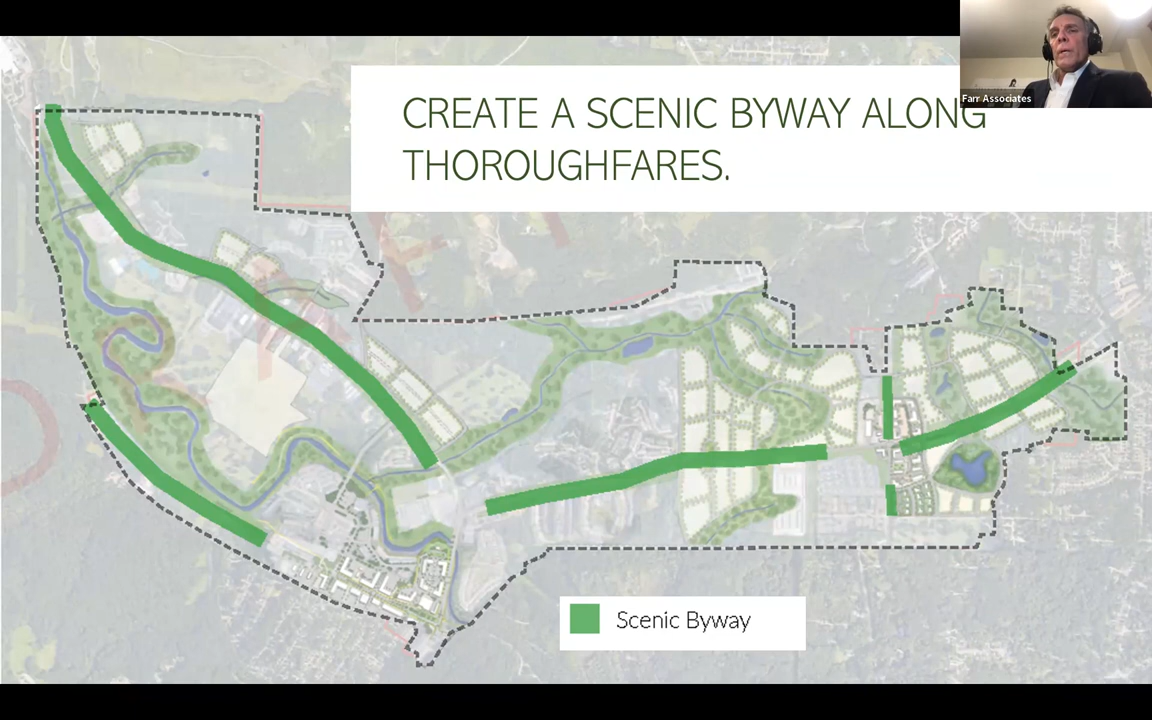 CREATE A SCENIC BYWAY ALONG
THOROUGHFARES.
Farr Associates
Scenic Byway